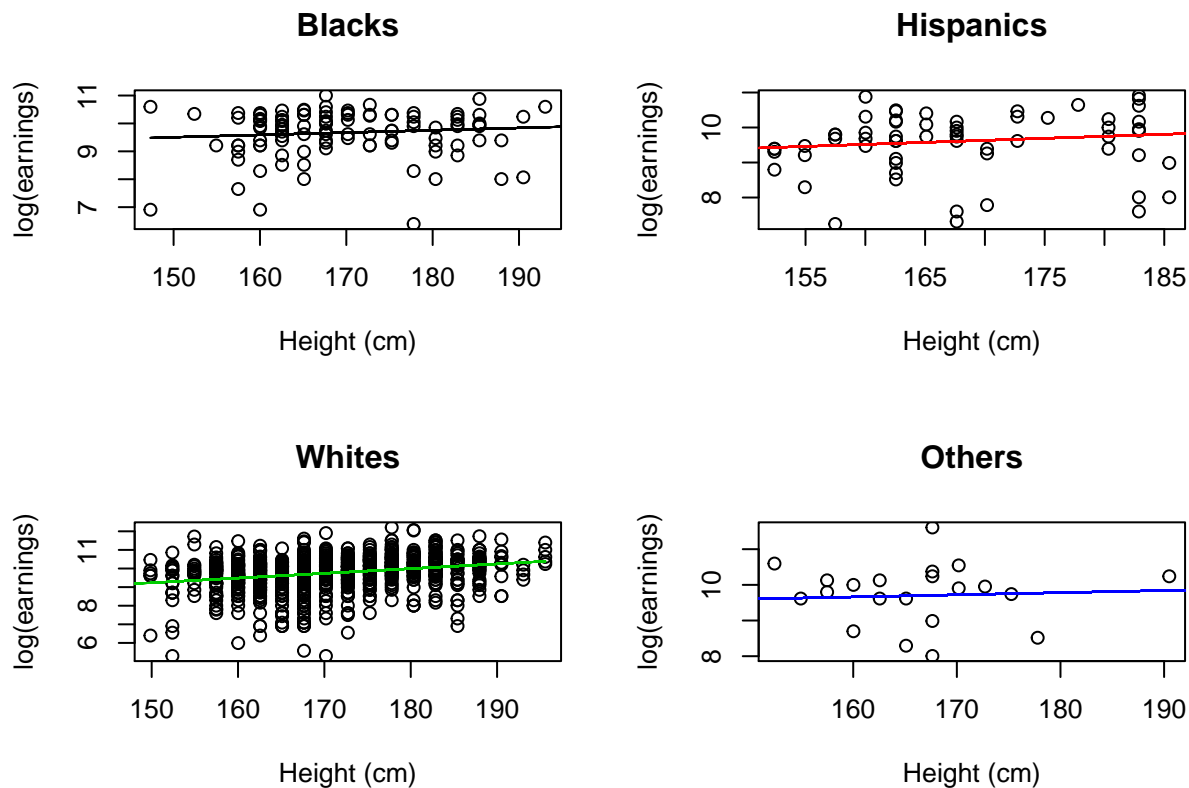 Blacks
log(earnings)
7 9 11
150 160 170 180 190
Height (cm)
Hispanics
log(earnings)
8 10
155 165 175 185
Height (cm)
Whites
log(earnings)
6 8 11
150 160 170 180 190
Height (cm)
Others
log(earnings)
8 10
160 170 180 190
Height (cm)